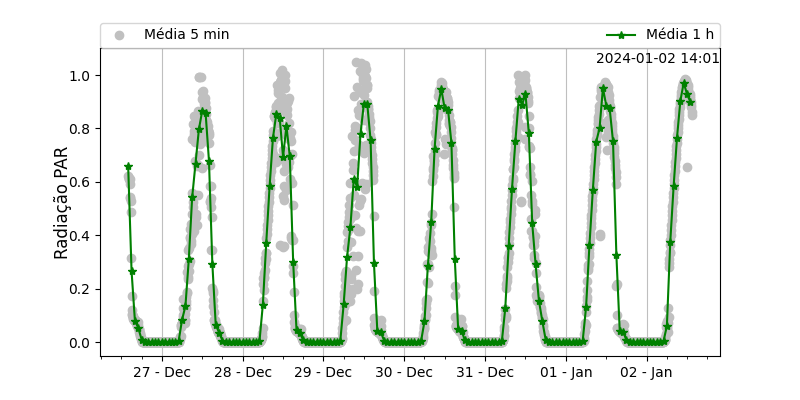 Média 5 min
Média 1 h
2024-01-02 14:01
Radiação PAR
1.0
0.8
0.6
0.4
0.2
0.0
27 - Dec
28 - Dec
29 - Dec
30 - Dec
31 - Dec
01 - Jan
02 - Jan